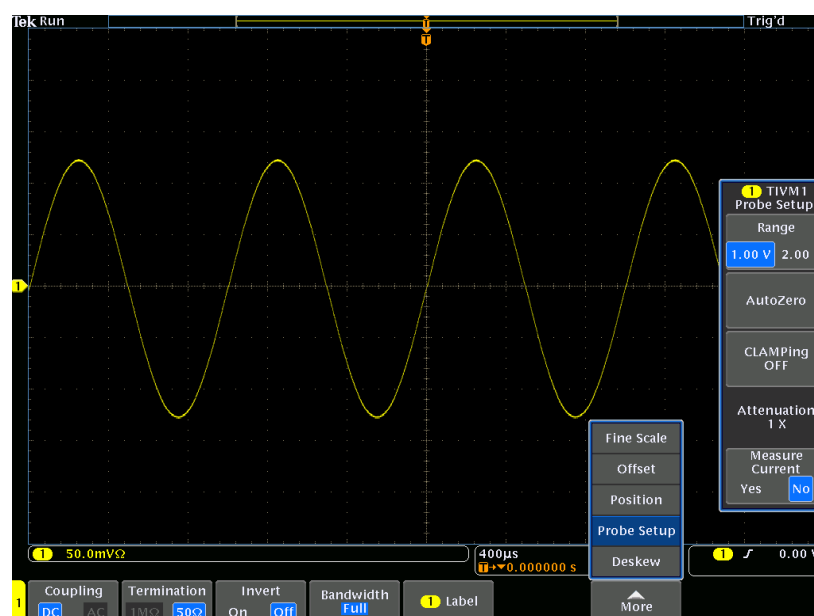 Tek Run
Trig'd
T
T
1 TIVM1
Probe Setup
Range
1.00 V 2.00
AutoZero
CLAMPing
OFF
Attenuation
1 X
Measure
Current
Yes No
1
Fine Scale
Offset
Position
Probe Setup
Deskew
1 50.0mVΩ
400µs
T→▼0.000000 s
1 0.00 V
1
Coupling
DC AC
Termination
1MΩ 50Ω
Invert
On Off
Bandwidth
Full
1 Label
More